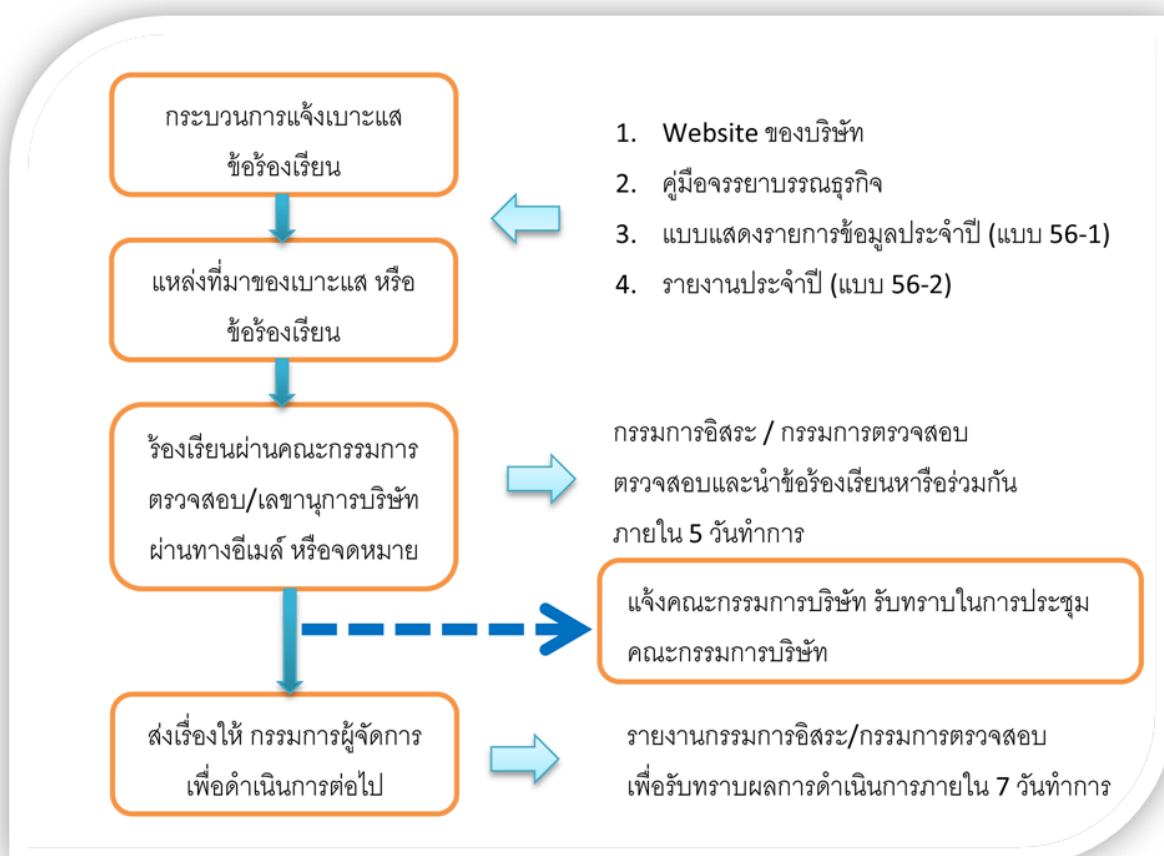 กระบวนการแจ้งเบาะแส
ข้อร้องเรียน
1. Website ของบริษัท
2. คู่มือจรรยาบรรณธุรกิจ
3. แบบแสดงรายการข้อมูลประจำปี (แบบ 56-1)
4. รายงานประจำปี (แบบ 56-2)
แหล่งที่มาของเบาะแส หรือ
ข้อร้องเรียน
ร้องเรียนผ่านคณะกรรมการ
ตรวจสอบ/เลขานุการบริษัท
ผ่านทางอีเมล์ หรือจดหมาย
กรรมการอิสระ / กรรมการตรวจสอบ
ตรวจสอบและนำข้อร้องเรียนหารือร่วมกัน
ภายใน 5 วันทำการ
แจ้งคณะกรรมการบริษัท รับทราบในการประชุม
คณะกรรมการบริษัท
ส่งเรื่องให้ กรรมการผู้จัดการ
เพื่อดำเนินการต่อไป
รายงานกรรมการอิสระ/กรรมการตรวจสอบ
เพื่อรับทราบผลการดำเนินการภายใน 7 วันทำการ